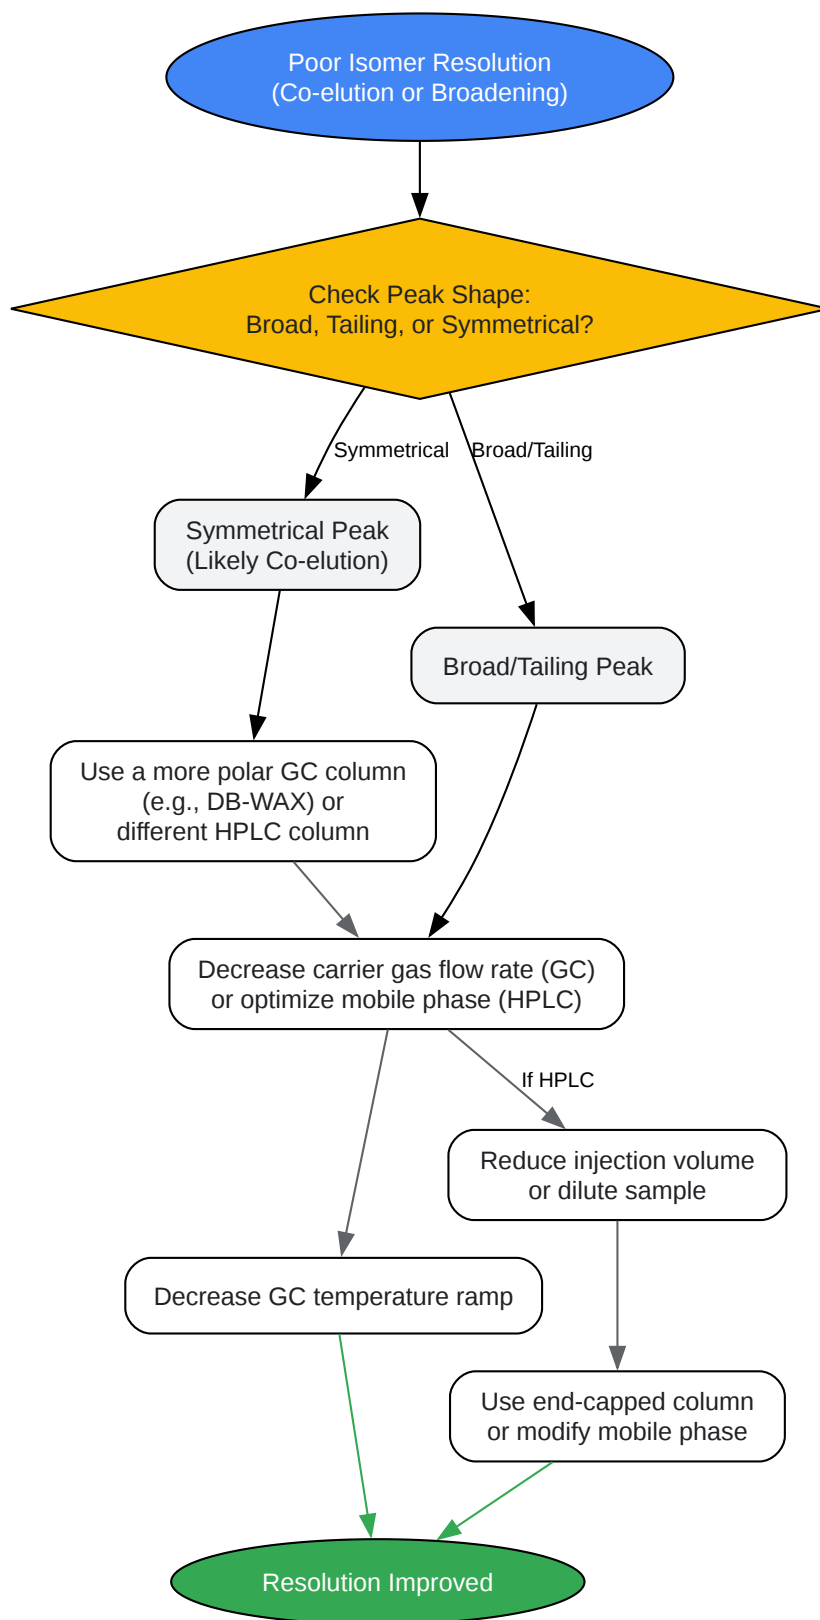 Poor Isomer Resolution
(Co-elution or Broadening)
Check Peak Shape:
Broad, Tailing, or Symmetrical?
Symmetrical
Broad/Tailing
Symmetrical Peak
(Likely Co-elution)
Broad/Tailing Peak
Use a more polar GC column
(e.g., DB-WAX) or
different HPLC column
Decrease carrier gas flow rate (GC)
or optimize mobile phase (HPLC)
If HPLC
Reduce injection volume
or dilute sample
Decrease GC temperature ramp
Use end-capped column
or modify mobile phase
Resolution Improved